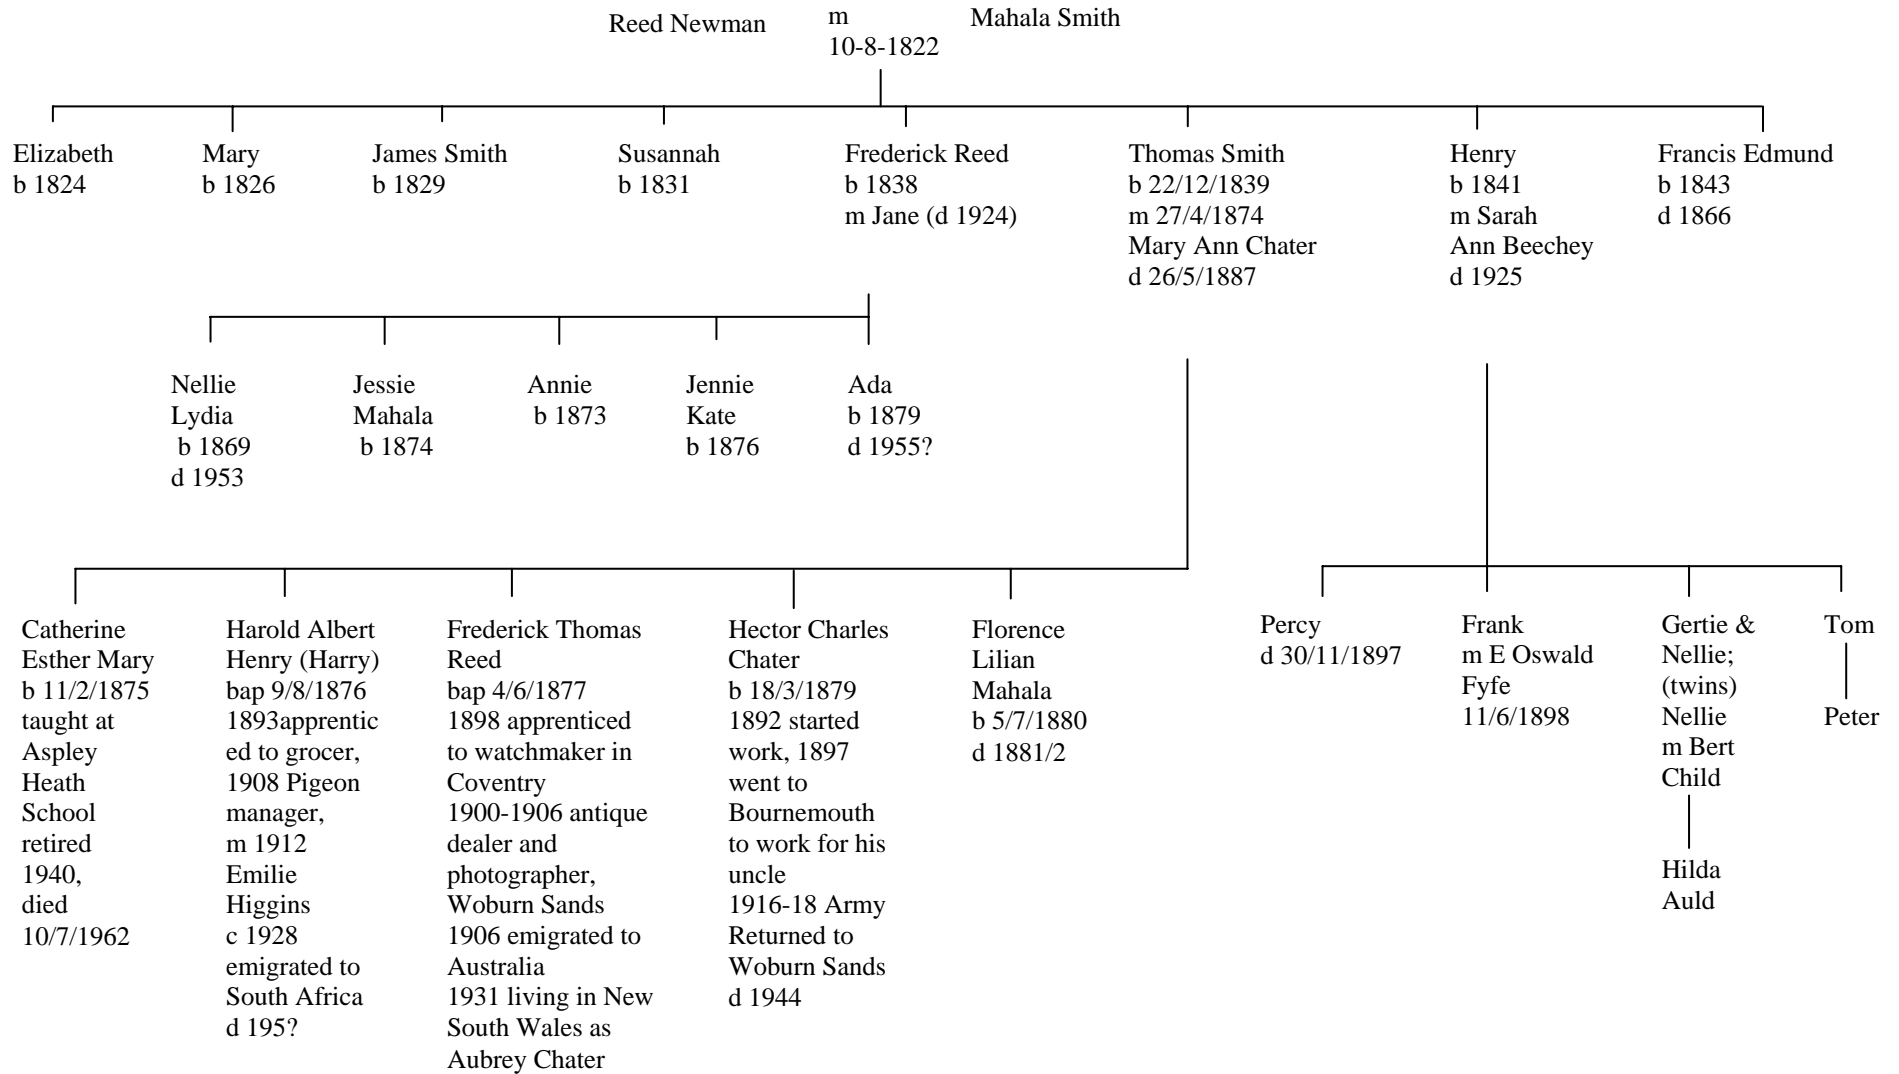 Reed Newman
m
10-8-1822
Mahala Smith
Elizabeth
b 1824
Mary
b 1826
James Smith
b 1829
Susannah
b 1831
Frederick Reed
b 1838
m Jane (d 1924)
Thomas Smith
b 22/12/1839
m 27/4/1874
Mary Ann Chater
d 26/5/1887
Henry
b 1841
m Sarah
Ann Beechey
d 1925
Francis Edmund
b 1843
d 1866
Nellie
Lydia
b 1869
d 1953
Jessie
Mahala
b 1874
Annie
b 1873
Jennie
Kate
b 1876
Ada
b 1879
d 1955?
Catherine
Esther Mary
b 11/2/1875
taught at
Aspley
Heath
School
retired
1940,
died
10/7/1962
Harold Albert
Henry (Harry)
bap 9/8/1876
1893apprentic
ed to grocer,
1908 Pigeon
manager,
m 1912
Emilie
Higgins
c 1928
emigrated to
South Africa
d 195?
Frederick Thomas
Reed
bap 4/6/1877
1898 apprenticed
to watchmaker in
Coventry
1900-1906 antique
dealer and
photographer,
Woburn Sands
1906 emigrated to
Australia
1931 living in New
South Wales as
Aubrey Chater
Hector Charles
Chater
b 18/3/1879
1892 started
work, 1897
went to
Bournemouth
to work for his
uncle
1916-18 Army
Returned to
Woburn Sands
d 1944
Florence
Lilian
Mahala
b 5/7/1880
d 1881/2
Percy
d 30/11/1897
Frank
m E Oswald
Fyfe
11/6/1898
Gertie &
Nellie;
(twins)
Nellie
m Bert
Child
Hilda
Auld
Tom
Peter